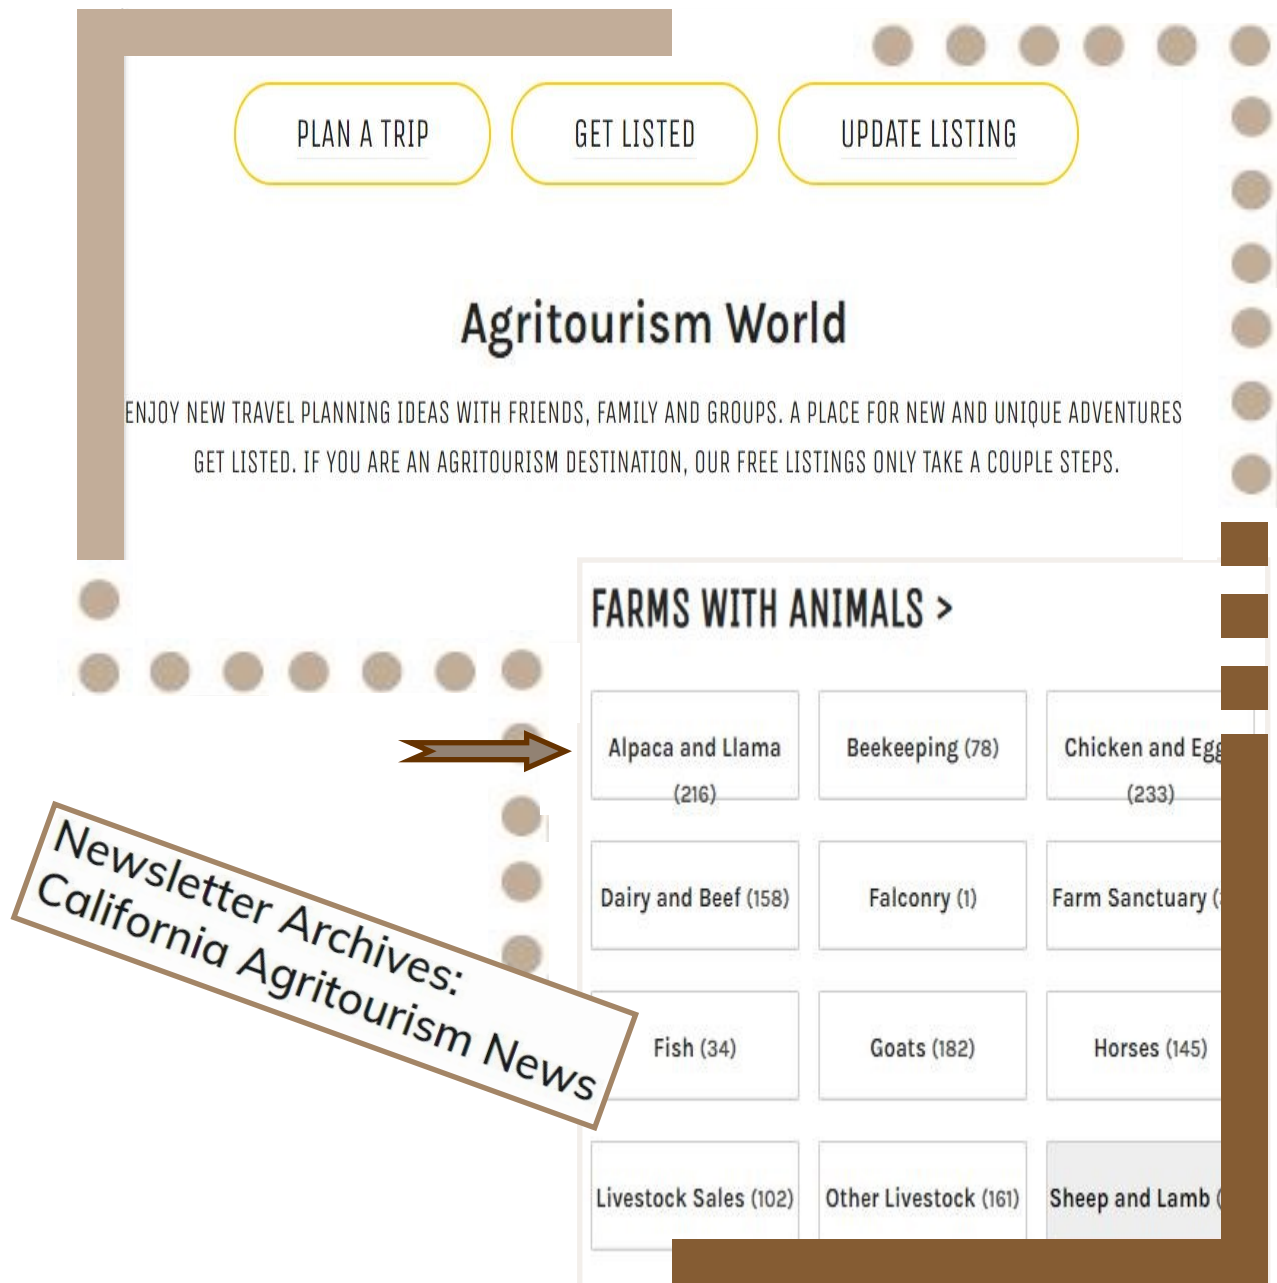 PLAN A TRIP
GET LISTED
UPDATE LISTING
Agritourism World
ENJOY NEW TRAVEL PLANNING IDEAS WITH FRIENDS, FAMILY AND GROUPS. A PLACE FOR NEW AND UNIQUE ADVENTURES
GET LISTED. IF YOU ARE AN AGRITOURISM DESTINATION, OUR FREE LISTINGS ONLY TAKE A COUPLE STEPS.
FARMS WITH ANIMALS >
Alpaca and Llama
(216)
Beekeeping (78)
Chicken and Egg
(233)
Dairy and Beef (158)
Falconry (1)
Farm Sanctuary
Fish (34)
Goats (182)
Horses (145)
Livestock Sales (102)
Other Livestock (161)
Sheep and Lamb
Newsletter Archives:
California Agritourism News